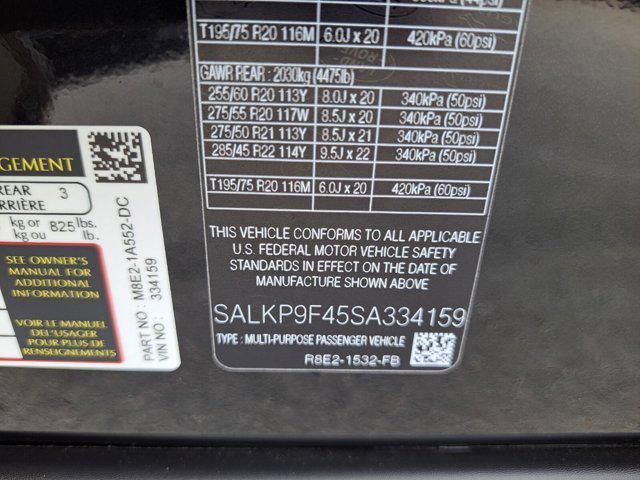 T195/75 R20 116M 6.0J x 20 420kPa (60psi)
GAWR REAR : 2030kg (4475lb)
255/60 R20 113Y 8.0J x 20 340kPa (50psi)
275/55 R20 117W 8.5J x 20 340kPa (50psi)
275/50 R21 113Y 8.5J x 21 340kPa (50psi)
285/45 R22 114Y 9.5J x 22 340kPa (50psi)
T195/75 R20 116M 6.0J x 20 420kPa (60psi)
THIS VEHICLE CONFORMS TO ALL APPLICABLE
U.S. FEDERAL MOTOR VEHICLE SAFETY
STANDARDS IN EFFECT ON THE DATE OF
MANUFACTURE SHOWN ABOVE
SALKP9F45SA334159
TYPE : MULTI-PURPOSE PASSENGER VEHICLE
R8E2-1532-FB
REAR 3
kg or 825 lbs.
kg ou lb.
SEE OWNER'S
MANUAL FOR
ADDITIONAL
INFORMATION
VOIR LE MANUEL
DEL'USAGER
POUR PLUS DE
RENSEIGNEMENTS
PART NO : M8E2-1A552-DC
VIN NO : 334159